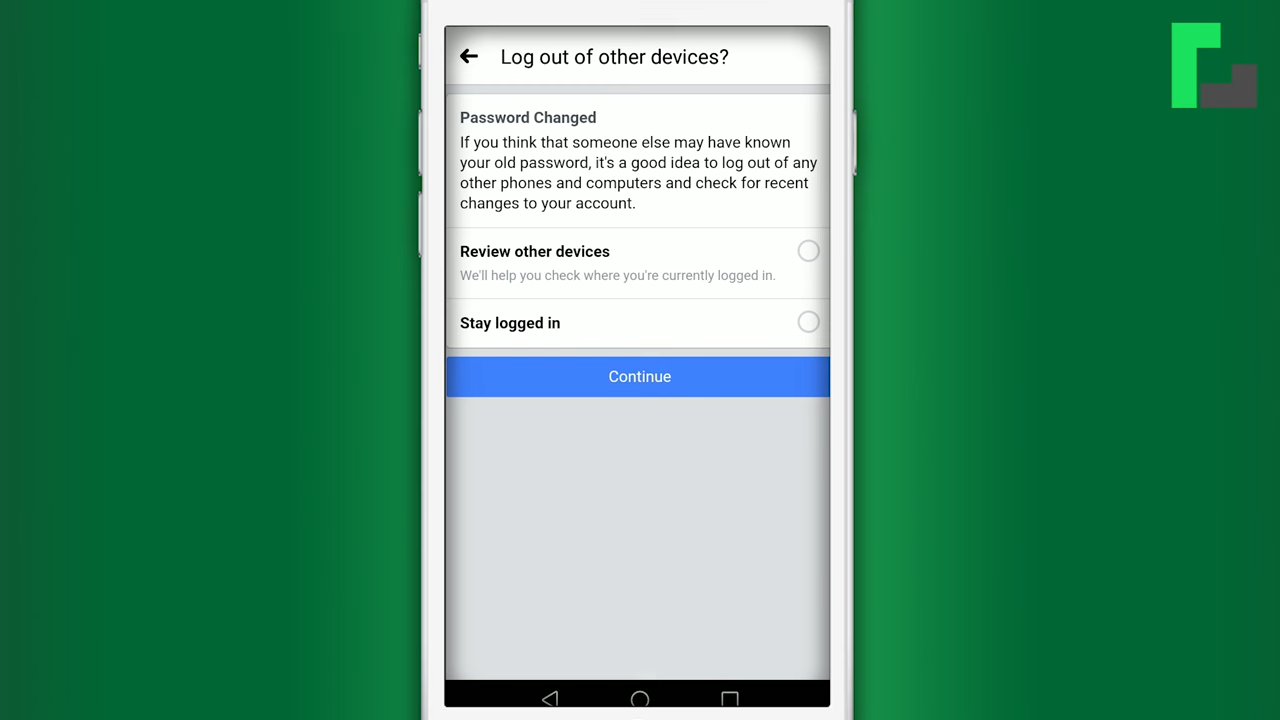 Log out of other devices?
Password Changed
If you think that someone else may have known
your old password, it's a good idea to log out of any
other phones and computers and check for recent
changes to your account.
Review other devices
We'll help you check where you're currently logged in.
Stay logged in
Continue